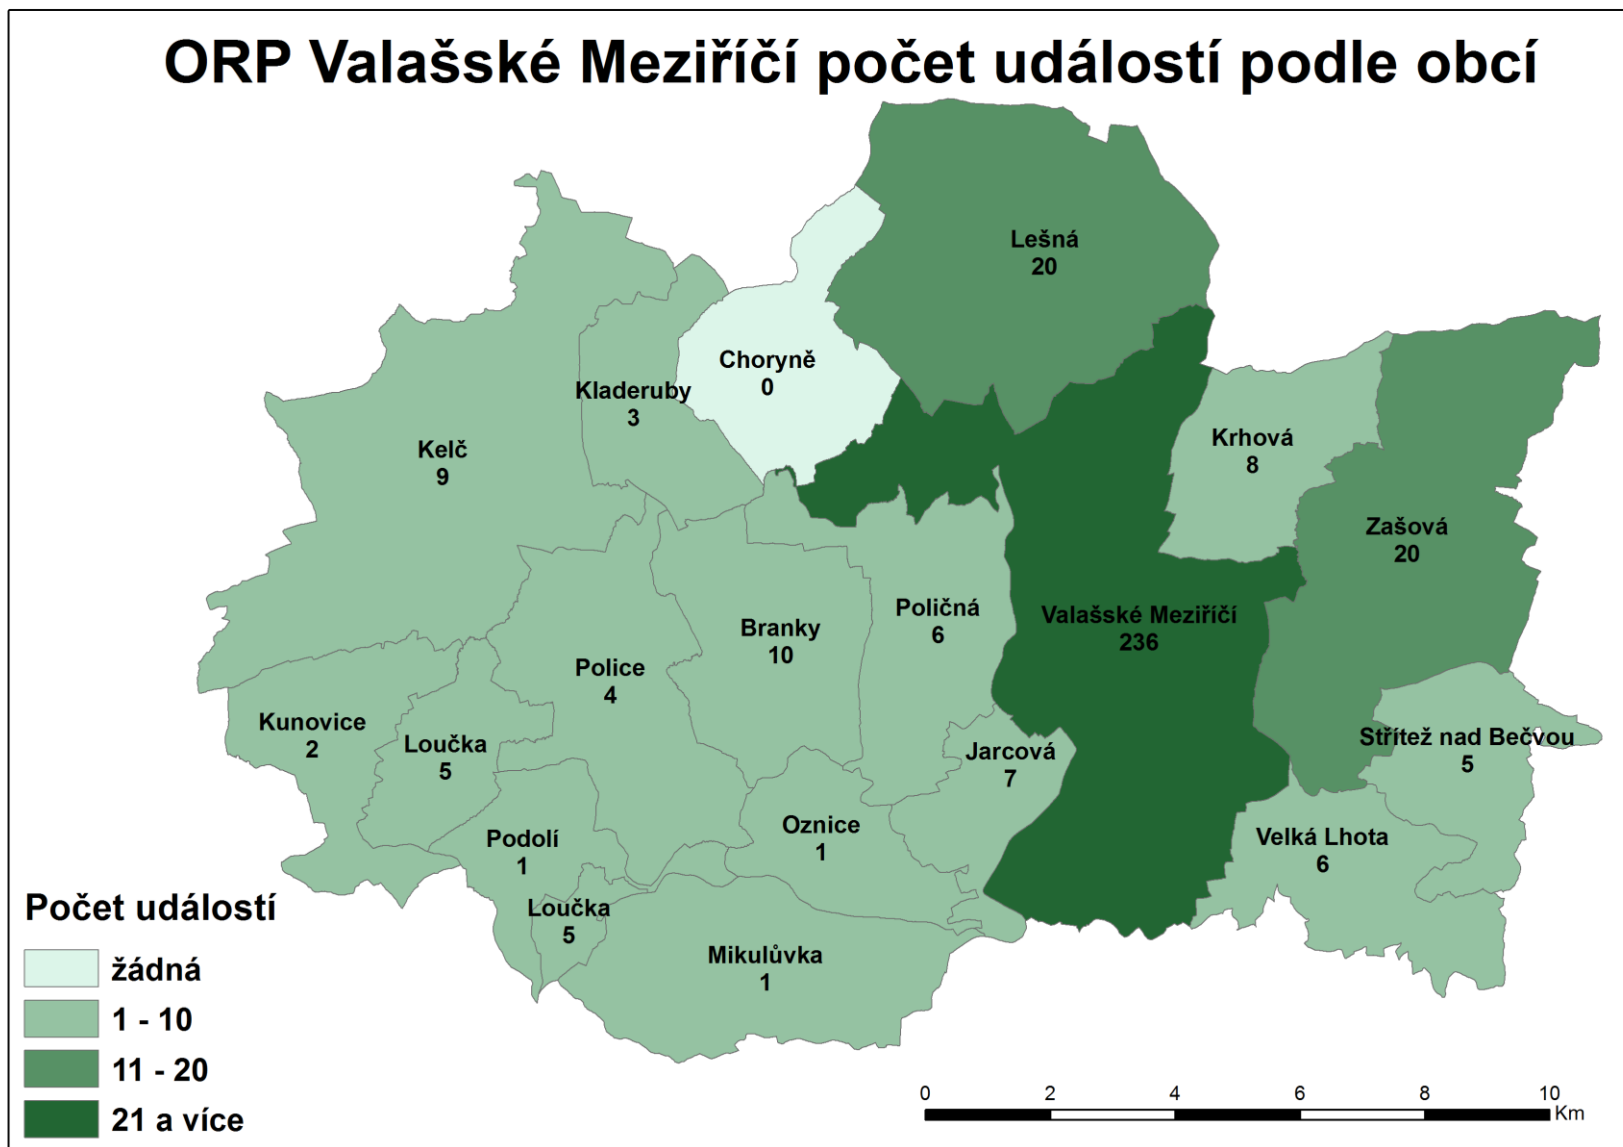 ORP Valašské Meziříčí počet událostí podle obcí
Lešná
20
Choryně
0
Kladeruby
3
Kelč
9
Krhová
8
Zašová
20
Poličná
6
Valašské Meziříčí
236
Branky
10
Police
4
Kunovice
2
Loučka
5
Jarcová
7
Střítež nad Bečvou
5
Oznice
1
Podolí
1
Velká Lhota
6
Loučka
5
Mikulůvka
1
Počet událostí
žádná
1 - 10
11 - 20
21 a více
0 2 4 6 8 10
Km